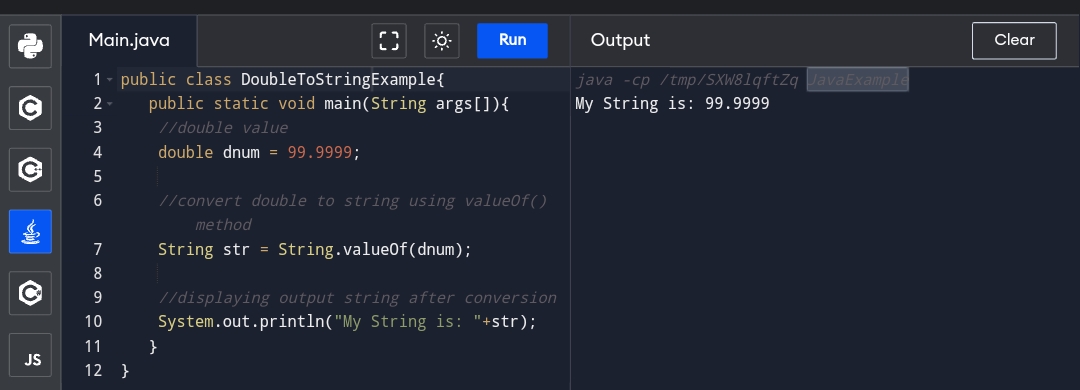 Main.java
Run
Output
Clear
1 public class DoubleToStringExample{
2 public static void main(String args[]){
3 //double value
4 double dnum = 99.9999;
5
6 //convert double to string using valueOf()
method
7 String str = String.valueOf(dnum);
8
9 //displaying output string after conversion
10 System.out.println("My String is: "+str);
11 }
12 }
java -cp /tmp/SXW8lqftZq JavaExample
My String is: 99.9999
C
C
C
JS